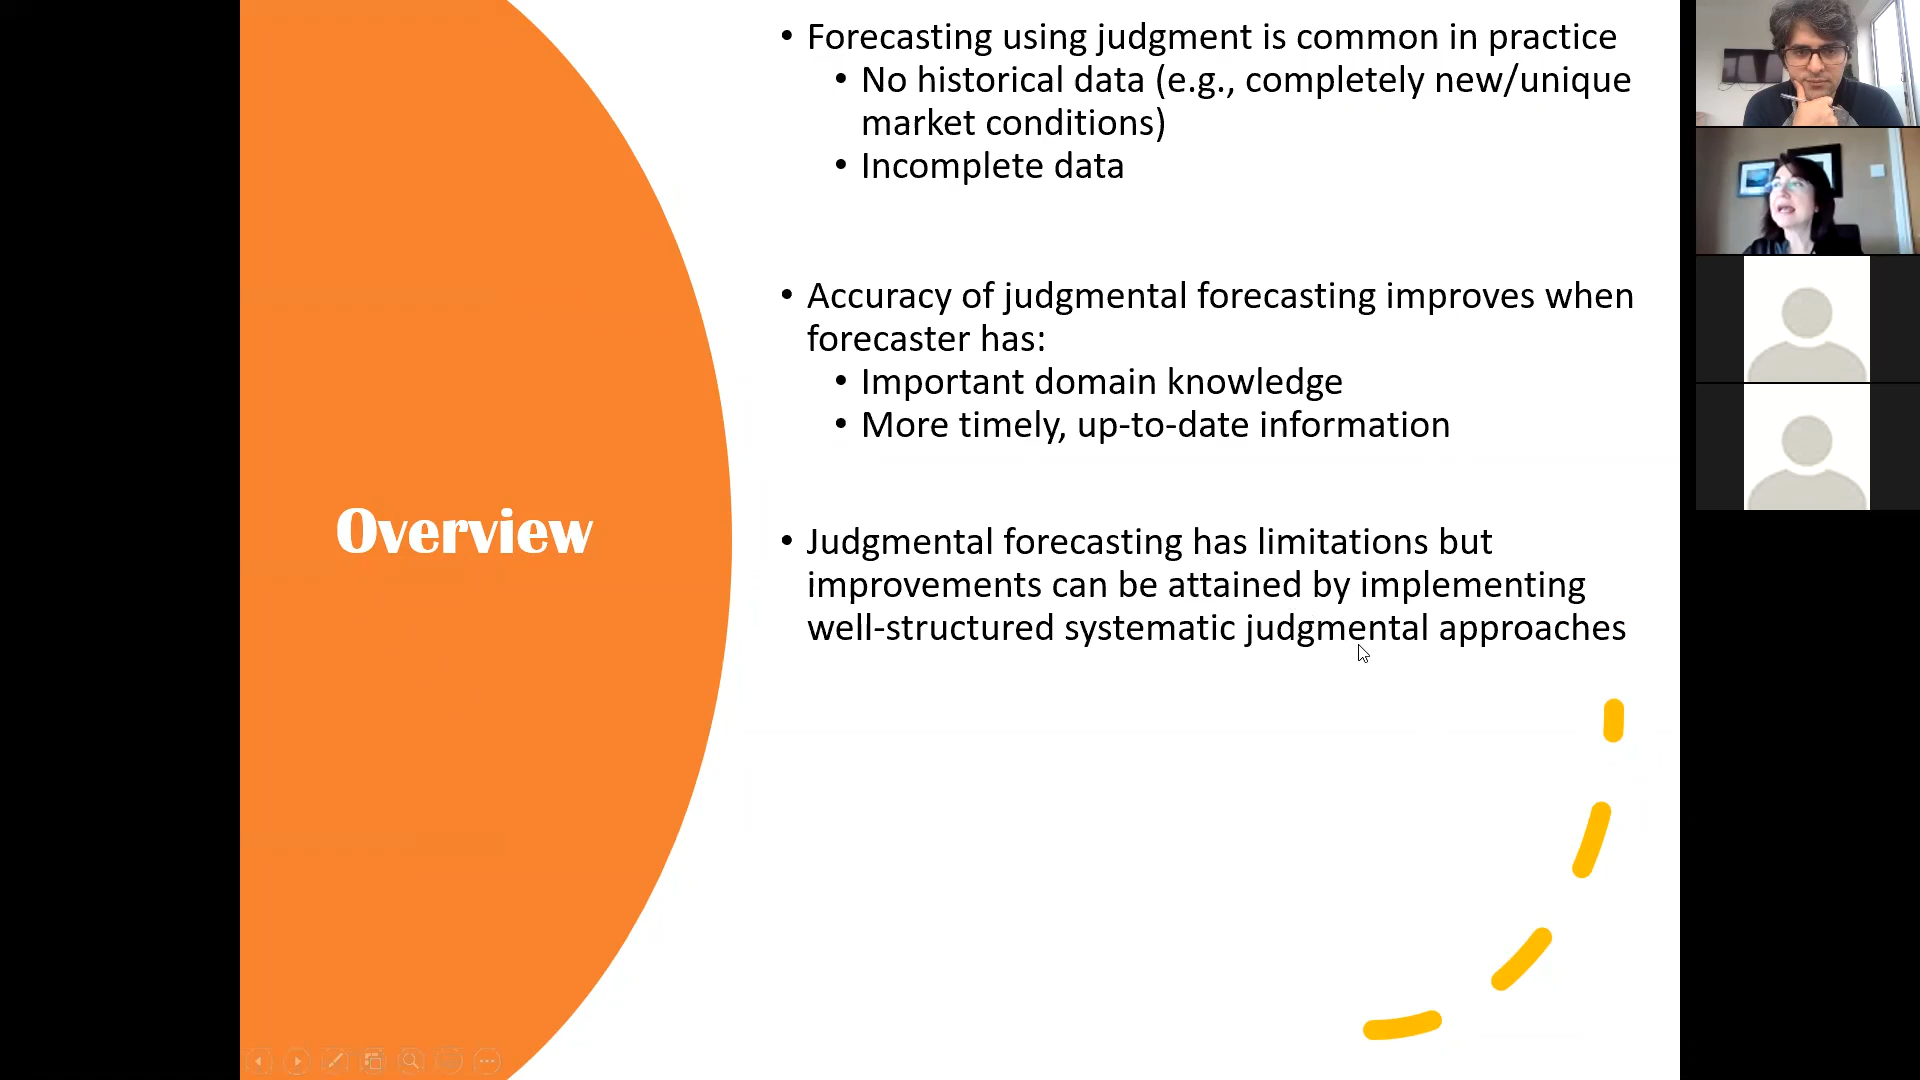 Overview
• Forecasting using judgment is common in practice
• No historical data (e.g., completely new/unique
market conditions)
• Incomplete data
• Accuracy of judgmental forecasting improves when
forecaster has:
• Important domain knowledge
• More timely, up-to-date information
• Judgmental forecasting has limitations but
improvements can be attained by implementing
well-structured systematic judgmental approaches